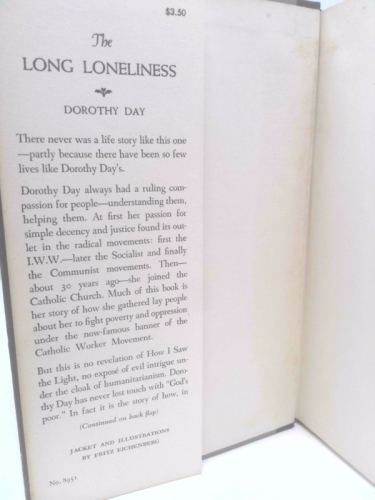 $3.50
The
LONG LONELINESS
DOROTHY DAY
There never was a life story like this one
—partly because there have been so few
lives like Dorothy Day's.
Dorothy Day always had a ruling com-
passion for people—understanding them,
helping them. At first her passion for
simple decency and justice found its out-
let in the radical movements: first the
I.W.W.—later the Socialist and finally
the Communist movements. Then—
about 30 years ago—she joined the
Catholic Church. Much of this book is
her story of how she gathered lay people
about her to fight poverty and oppression
under the now-famous banner of the
Catholic Worker Movement.
But this is no revelation of How I Saw
the Light, no exposé of evil intrigue un-
der the cloak of humanitarianism. Doro-
thy Day has never lost touch with "God's
poor." In fact it is the story of how, in
(Continued on back flap)
JACKET AND ILLUSTRATIONS
BY FRITZ EICHENBERG
No. 8951